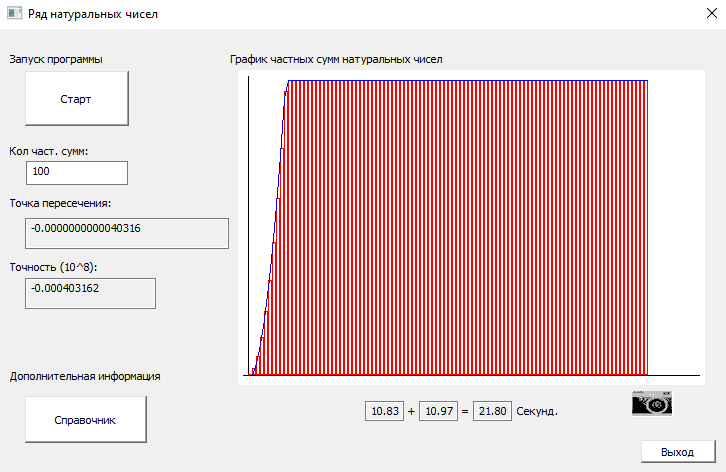 Ряд натуральных чисел
Запуск программы
Старт
Кол част. сумм:
100
Точка пересечения:
-0.0000000000040316
Точность (10^8):
-0.000403162
Дополнительная информация
Справочник
График частных сумм натуральных чисел
10.83 + 10.97 = 21.80 Секунд.
Выход